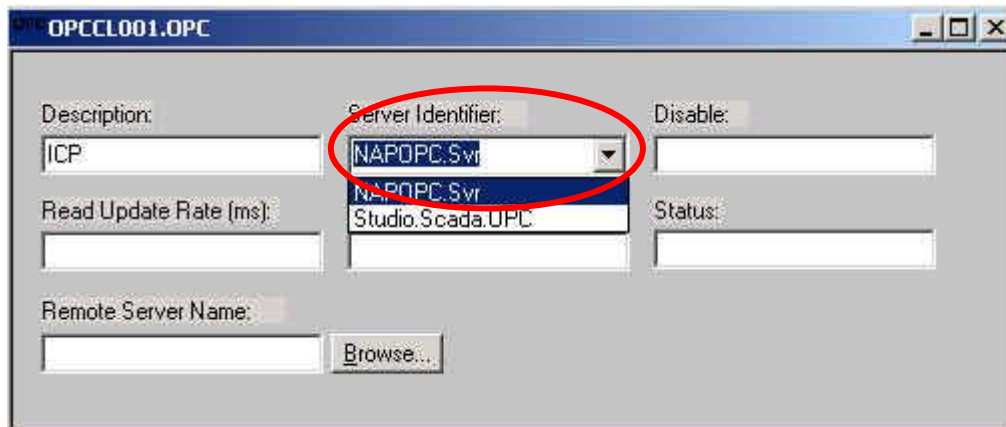 OPCCL001.OPC
Description: Server Identifier: Disable:
ICP NAPOPC.Svr
NAPOPC.Svr
Studio.Scada.OPC
Read Update Rate (ms): Status:
Remote Server Name:
Browse...